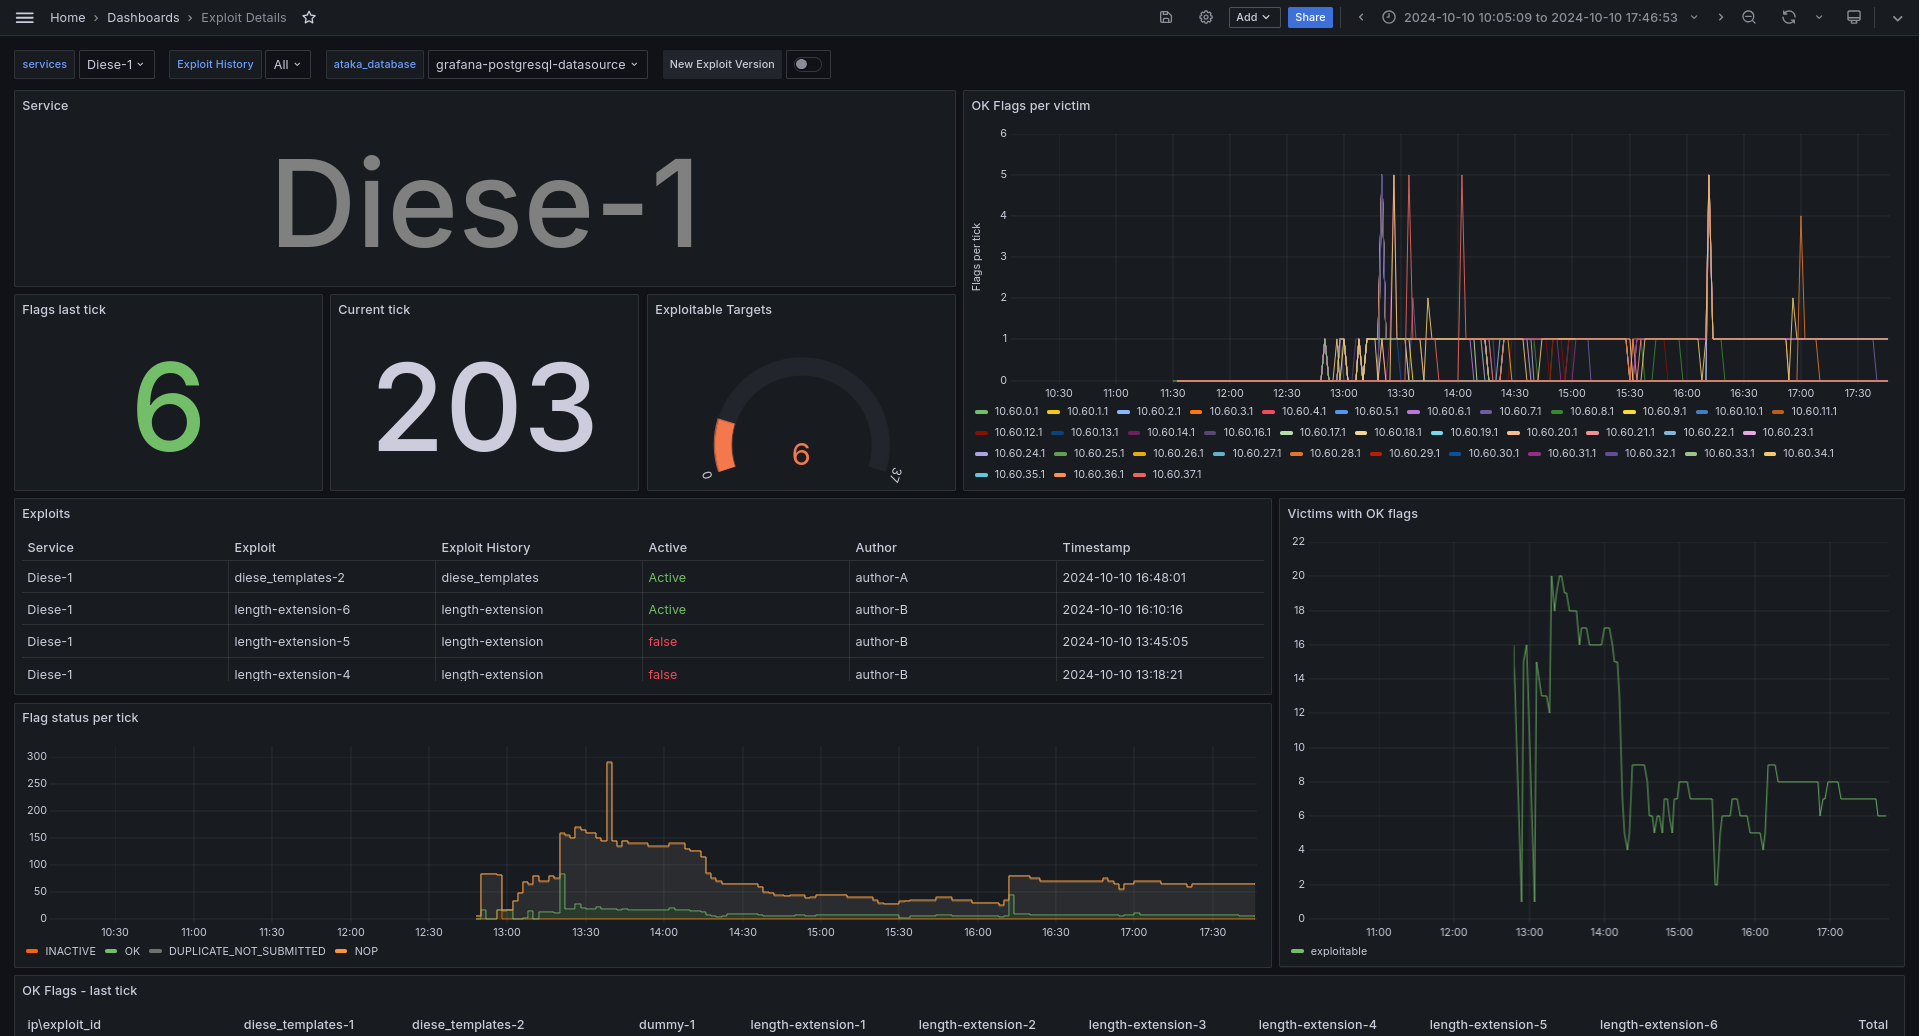 Home › Dashboards › Exploit Details
Add
Share
2024-10-10 10:05:09 to 2024-10-10 17:46:53
services Diese-1 Exploit History All ataka_database grafana-postgresql-datasource New Exploit Version
Service
Diese-1
Flags last tick
6
Current tick
203
Exploitable Targets
6
0
37
OK Flags per victim
Flags per tick
6
5
4
3
2
1
0
10:30 11:00 11:30 12:00 12:30 13:00 13:30 14:00 14:30 15:00 15:30 16:00 16:30 17:00 17:30
10.60.0.1 10.60.1.1 10.60.2.1 10.60.3.1 10.60.4.1 10.60.5.1 10.60.6.1 10.60.7.1 10.60.8.1 10.60.9.1 10.60.10.1 10.60.11.1
10.60.12.1 10.60.13.1 10.60.14.1 10.60.16.1 10.60.17.1 10.60.18.1 10.60.19.1 10.60.20.1 10.60.21.1 10.60.22.1 10.60.23.1
10.60.24.1 10.60.25.1 10.60.26.1 10.60.27.1 10.60.28.1 10.60.29.1 10.60.30.1 10.60.31.1 10.60.32.1 10.60.33.1 10.60.34.1
10.60.35.1 10.60.36.1 10.60.37.1
Exploits
Service Exploit Exploit History Active Author Timestamp
Diese-1 diese_templates-2 diese_templates Active author-A 2024-10-10 16:48:01
Diese-1 length-extension-6 length-extension Active author-B 2024-10-10 16:10:16
Diese-1 length-extension-5 length-extension false author-B 2024-10-10 13:45:05
Diese-1 length-extension-4 length-extension false author-B 2024-10-10 13:18:21
Victims with OK flags
22
20
18
16
14
12
10
8
6
4
2
0
11:00 12:00 13:00 14:00 15:00 16:00 17:00
exploitable
Flag status per tick
300
250
200
150
100
50
0
10:30 11:00 11:30 12:00 12:30 13:00 13:30 14:00 14:30 15:00 15:30 16:00 16:30 17:00 17:30
INACTIVE OK DUPLICATE_NOT_SUBMITTED NOP
OK Flags - last tick
ip\exploit_id diese_templates-1 diese_templates-2 dummy-1 length-extension-1 length-extension-2 length-extension-3 length-extension-4 length-extension-5 length-extension-6 Total